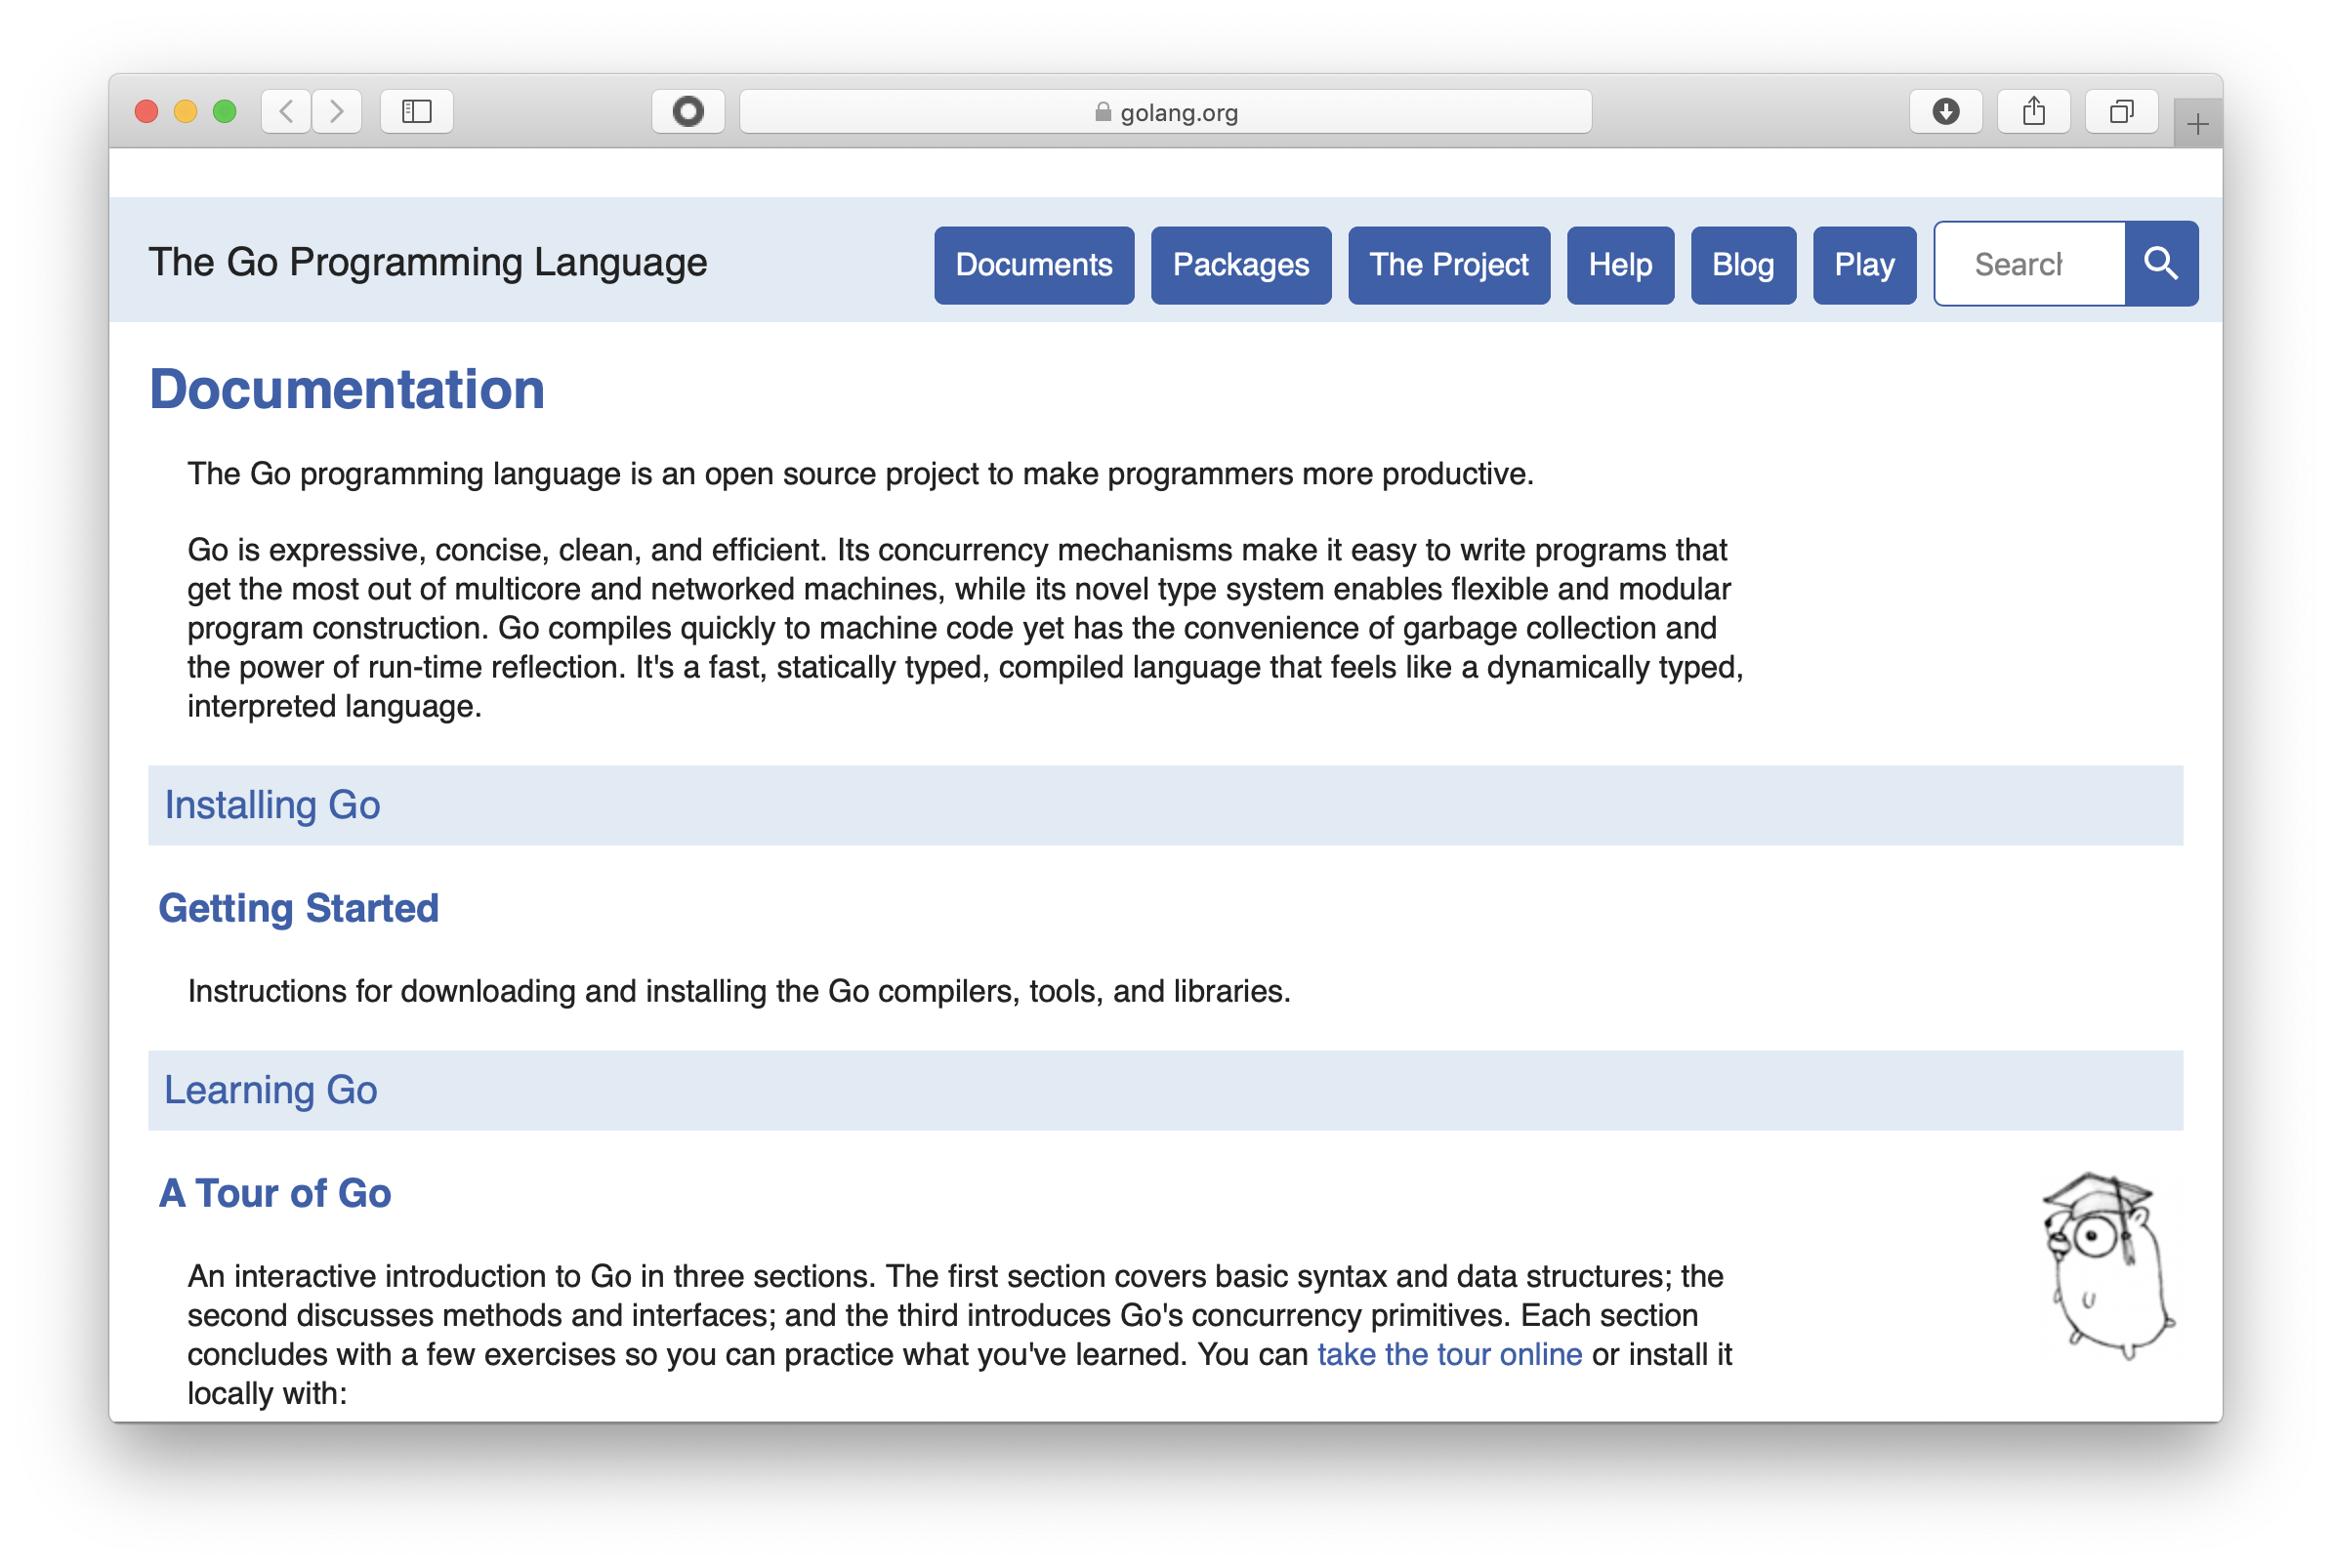 golang.org
The Go Programming Language
Documents
Packages
The Project
Help
Blog
Play
Search
Documentation
The Go programming language is an open source project to make programmers more productive.
Go is expressive, concise, clean, and efficient. Its concurrency mechanisms make it easy to write programs that
get the most out of multicore and networked machines, while its novel type system enables flexible and modular
program construction. Go compiles quickly to machine code yet has the convenience of garbage collection and
the power of run-time reflection. It's a fast, statically typed, compiled language that feels like a dynamically typed,
interpreted language.
Installing Go
Getting Started
Instructions for downloading and installing the Go compilers, tools, and libraries.
Learning Go
A Tour of Go
An interactive introduction to Go in three sections. The first section covers basic syntax and data structures; the
second discusses methods and interfaces; and the third introduces Go's concurrency primitives. Each section
concludes with a few exercises so you can practice what you've learned. You can take the tour online or install it
locally with: